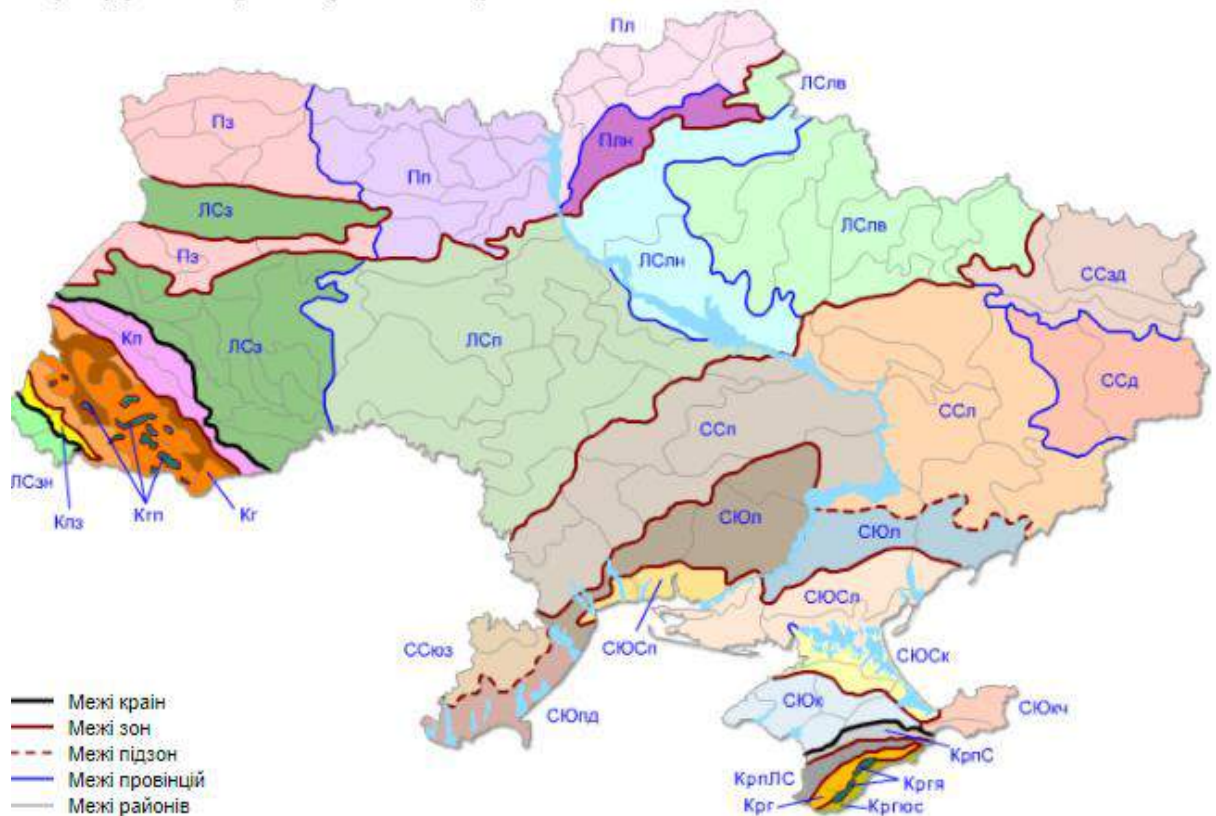 Пл
ЛСлв
Пз
Плн
Пп
ЛСз
ЛСлв
Пз
ЛСлн
ССзд
Кп
ЛСз
ЛСп
ССд
ССл
ССп
ЛСзн
Клз
Кгп
Кг
СЮп
СЮл
СЮСл
ССюз
СЮСп
СЮСк
СЮпд
СЮк
СЮкч
КрпС
КрпЛС
Кргя
Крг
Кргюс
Межі країн
Межі зон
Межі підзон
Межі провінцій
Межі районів